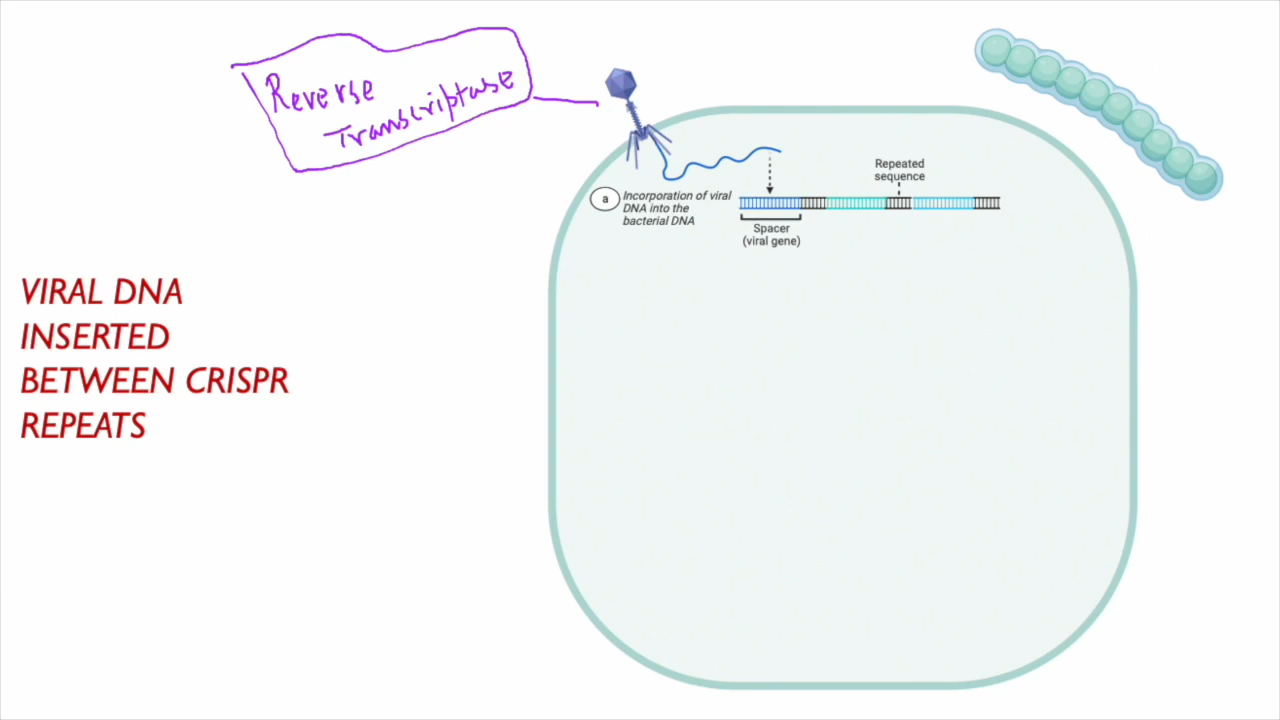 Reverse
Transcriptase
a
Incorporation of viral
DNA into the
bacterial DNA
Repeated
sequence
Spacer
(viral gene)
VIRAL DNA
INSERTED
BETWEEN CRISPR
REPEATS